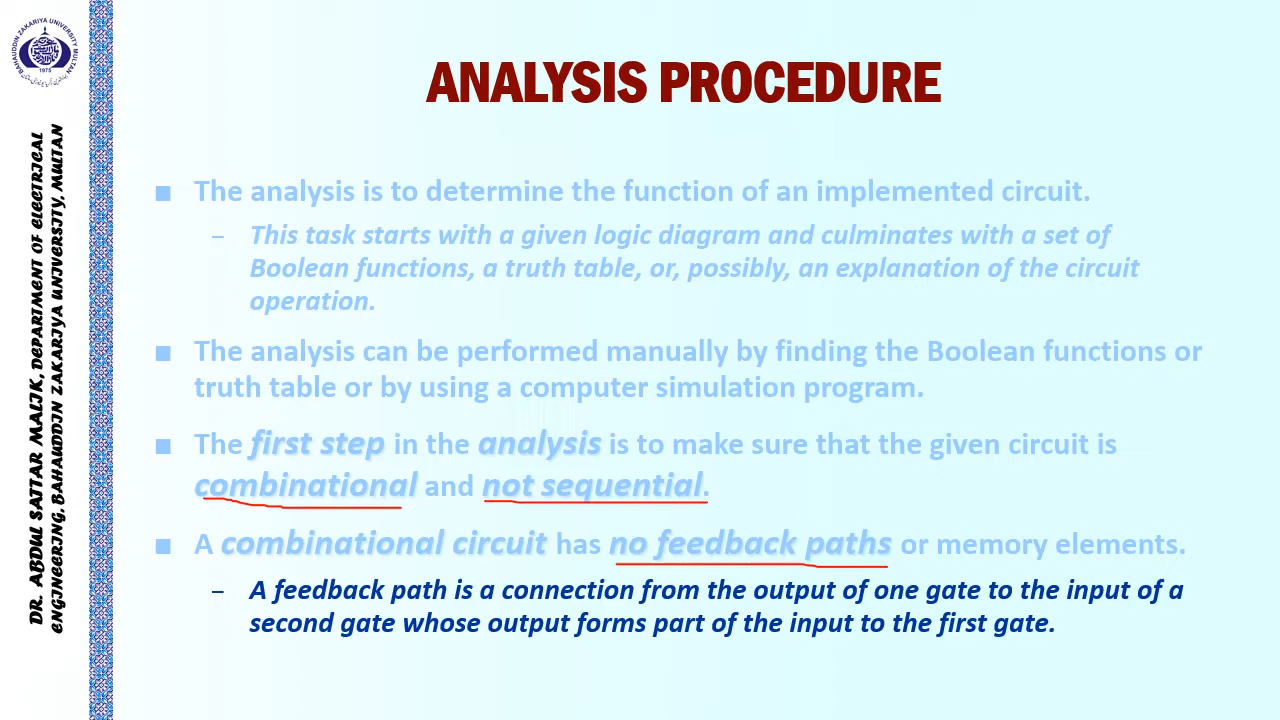 BAHAUDDIN ZAKARIYA UNIVERSITY MULTAN
1975
DR. ABDUL SATTAR MALIK, DEPARTMENT OF ELECTRICAL
ENGINEERING, BAHAUDDIN ZAKARIYA UNIVERSITY, MULTAN
ANALYSIS PROCEDURE
■ The analysis is to determine the function of an implemented circuit.
– This task starts with a given logic diagram and culminates with a set of
Boolean functions, a truth table, or, possibly, an explanation of the circuit
operation.
■ The analysis can be performed manually by finding the Boolean functions or
truth table or by using a computer simulation program.
■ The first step in the analysis is to make sure that the given circuit is
combinational and not sequential.
■ A combinational circuit has no feedback paths or memory elements.
– A feedback path is a connection from the output of one gate to the input of a
second gate whose output forms part of the input to the first gate.